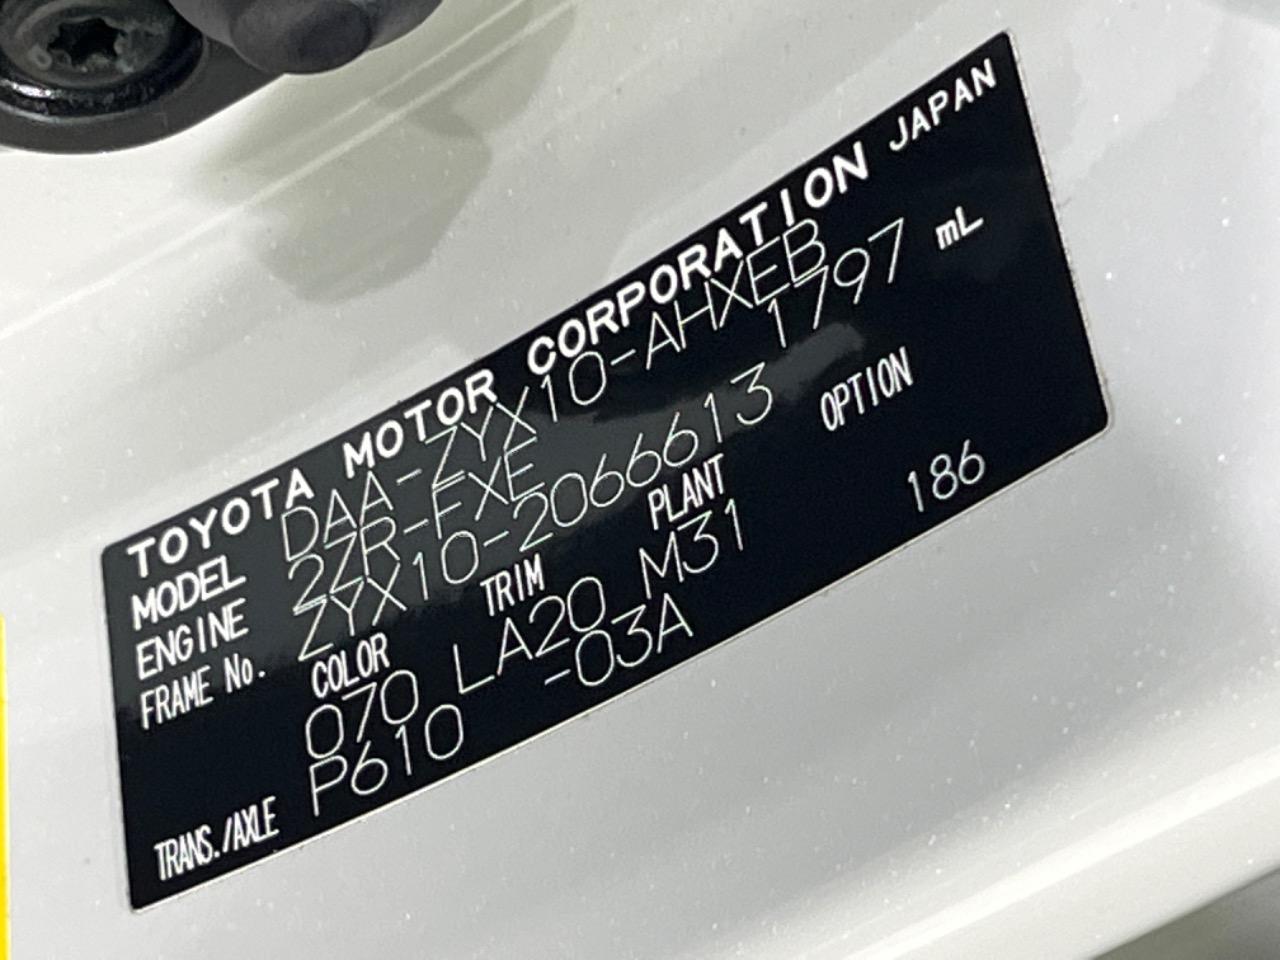 TOYOTA MOTOR CORPORATION JAPAN
MODEL DAA-ZYX10-AHXEB
ENGINE 2ZR-FXE 1797 mL
FRAME No. ZYX10-2066613
COLOR TRIM PLANT OPTION
070 LA20 M31 186
TRANS./AXLE P610 -03A